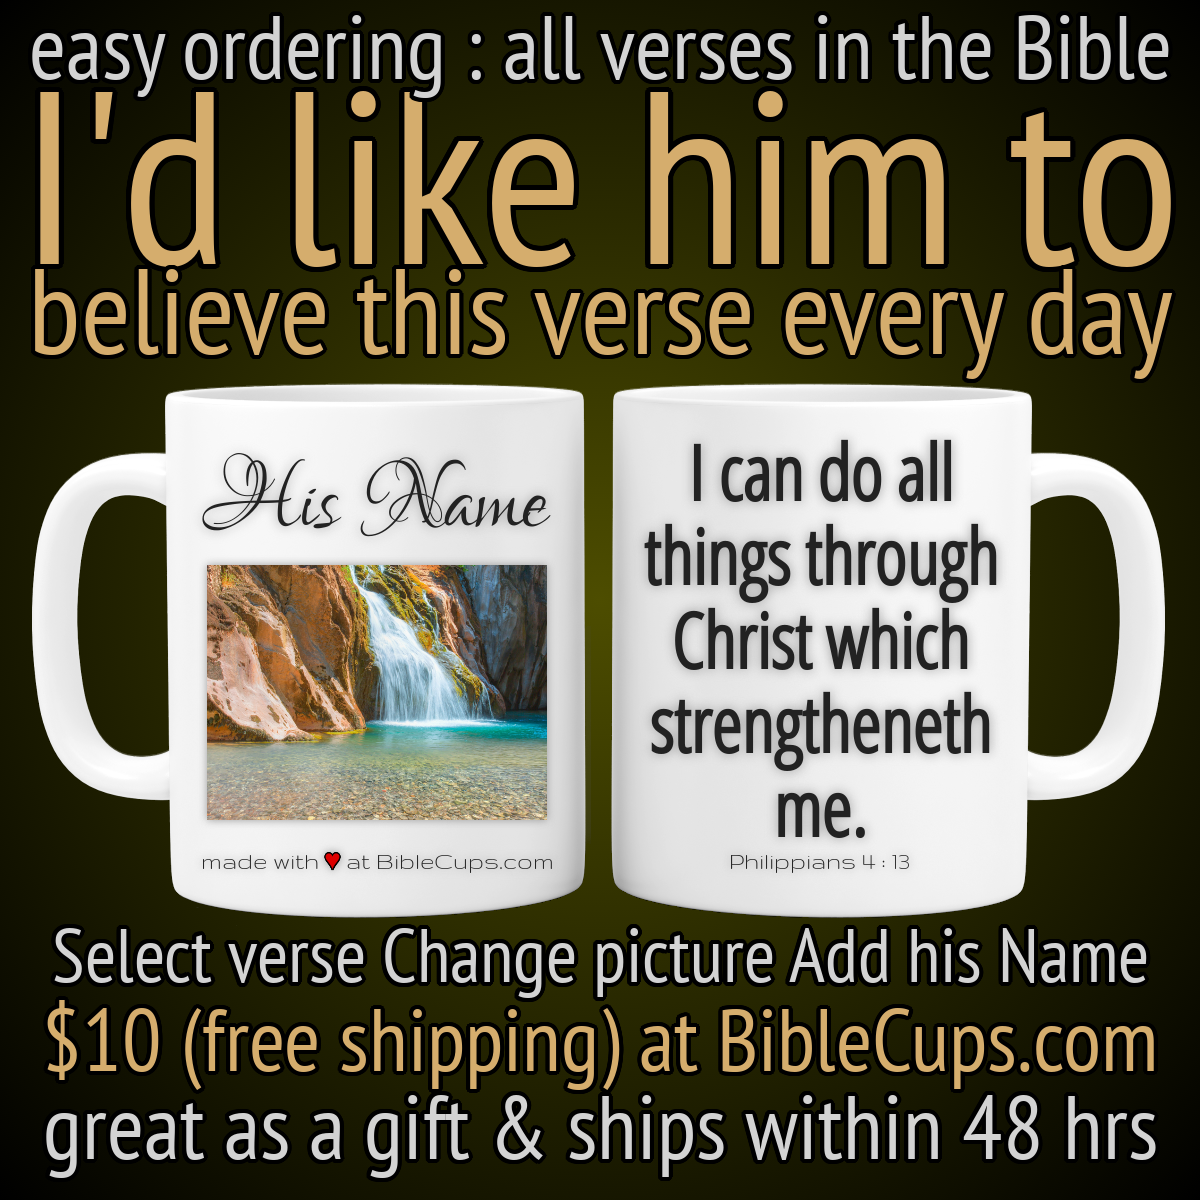 easy ordering : all verses in the Bible
I'd like him to
believe this verse every day
His Name
made with ♥ at BibleCups.com
I can do all
things through
Christ which
strengtheneth
me.
Philippians 4 : 13
Select verse Change picture Add his Name
$10 (free shipping) at BibleCups.com
great as a gift & ships within 48 hrs